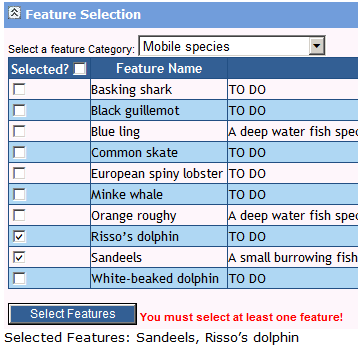 Feature Selection
Select a feature Category: Mobile species
Selected? Feature Name
Basking shark TO DO
Black guillemot TO DO
Blue ling A deep water fish spec
Common skate TO DO
European spiny lobster TO DO
Minke whale TO DO
Orange roughy A deep water fish spec
Risso's dolphin TO DO
Sandeels A small burrowing fish
White-beaked dolphin TO DO
Select Features You must select at least one feature!
Selected Features: Sandeels, Risso's dolphin